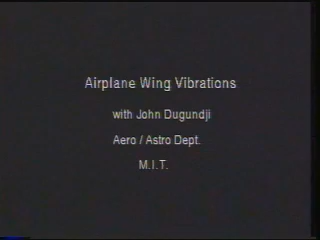 Airplane Wing Vibrations
with John Dugundji
Aero / Astro Dept.
M.I.T.